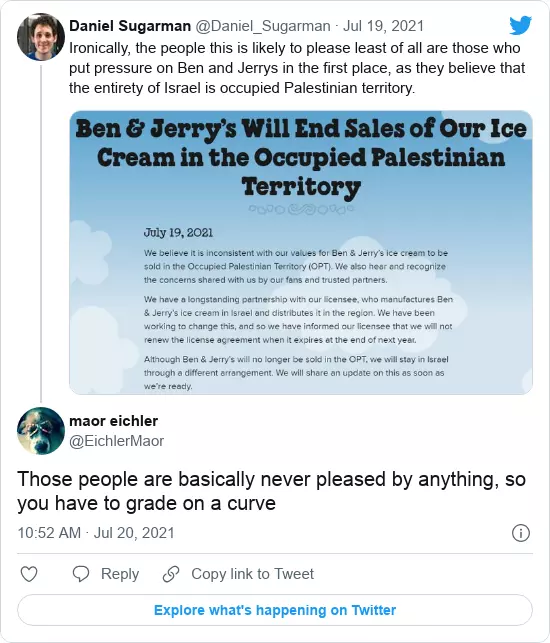 Daniel Sugarman @Daniel_Sugarman · Jul 19, 2021
Ironically, the people this is likely to please least of all are those who
put pressure on Ben and Jerrys in the first place, as they believe that
the entirety of Israel is occupied Palestinian territory.
Ben & Jerry's Will End Sales of Our Ice
Cream in the Occupied Palestinian
Territory
July 19, 2021
We believe it is inconsistent with our values for Ben & Jerry's ice cream to be
sold in the Occupied Palestinian Territory (OPT). We also hear and recognize
the concerns shared with us by our fans and trusted partners.
We have a longstanding partnership with our licensee, who manufactures Ben
& Jerry's ice cream in Israel and distributes it in the region. We have been
working to change this, and so we have informed our licensee that we will not
renew the license agreement when it expires at the end of next year.
Although Ben & Jerry's will no longer be sold in the OPT, we will stay in Israel
through a different arrangement. We will share an update on this as soon as
we're ready.
maor eichler
@EichlerMaor
Those people are basically never pleased by anything, so
you have to grade on a curve
10:52 AM · Jul 20, 2021
Reply
Copy link to Tweet
Explore what's happening on Twitter